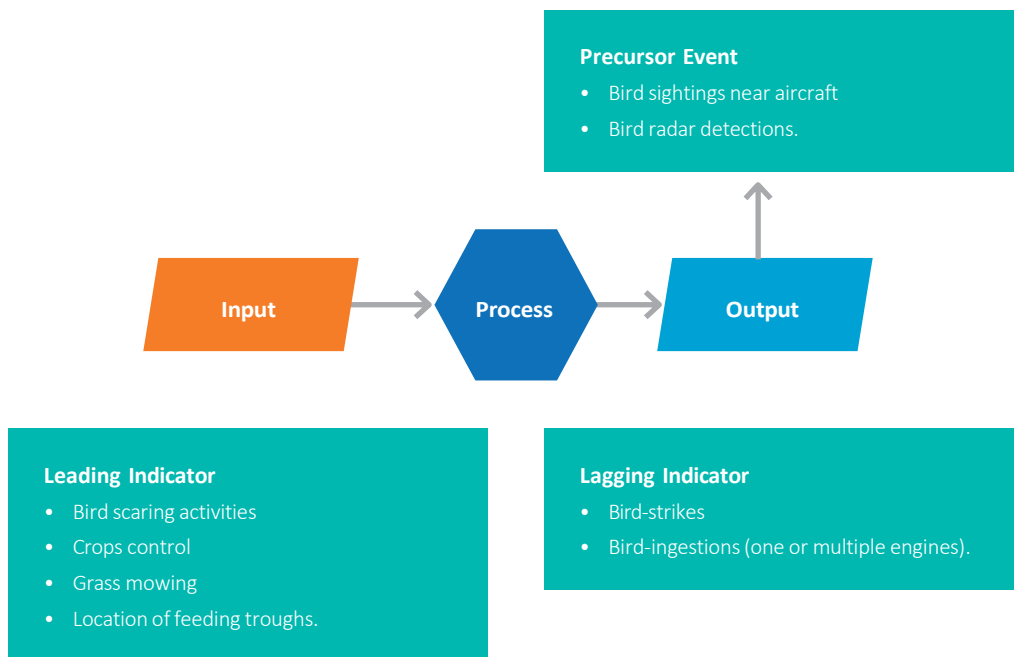 Precursor Event
• Bird sightings near aircraft
• Bird radar detections.
Input
Process
Output
Leading Indicator
• Bird scaring activities
• Crops control
• Grass mowing
• Location of feeding troughs.
Lagging Indicator
• Bird-strikes
• Bird-ingestions (one or multiple engines).